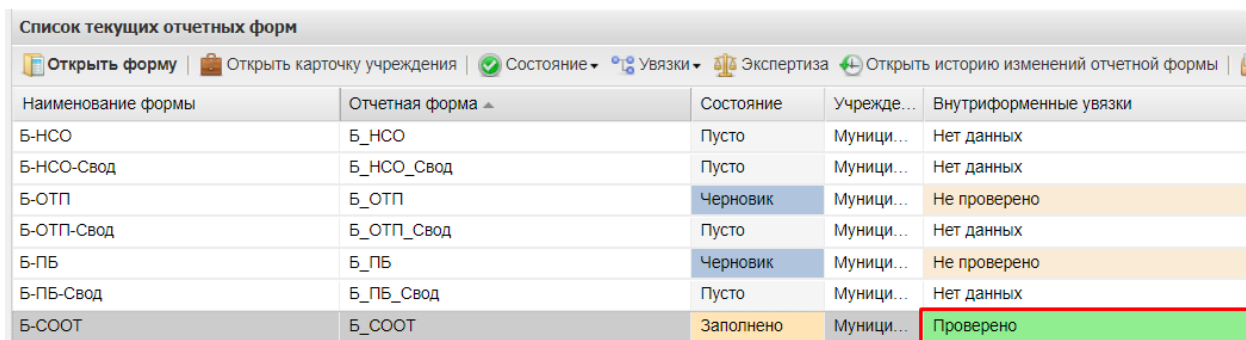 Список текущих отчетных форм
Открыть форму | Открыть карточку учреждения | Состояние Увязки Экспертиза Открыть историю изменений отчетной формы |
Наименование формы Отчетная форма Состояние Учрежде... Внутриформенные увязки
Б-НСО Б_НСО Пусто Муници... Нет данных
Б-НСО-Свод Б_НСО_Свод Пусто Муници... Нет данных
Б-ОТП Б_ОТП Черновик Муници... Не проверено
Б-ОТП-Свод Б_ОТП_Свод Пусто Муници... Нет данных
Б-ПБ Б_ПБ Черновик Муници... Не проверено
Б-ПБ-Свод Б_ПБ_Свод Пусто Муници... Нет данных
Б-СООТ Б_СООТ Заполнено Муници... Проверено